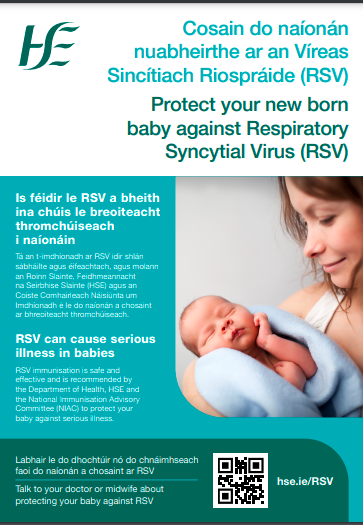 HSE
Cosain do naíonán
nuabheirthe ar an Víreas
Sincítiach Riospráide (RSV)
Protect your new born
baby against Respiratory
Syncytial Virus (RSV)
Is féidir le RSV a bheith
ina chúis le breoiteacht
thromchúiseach
i naíonáin
Tá an t-imdhíonadh ar RSV idir shlán
sábháilte agus éifeachtach, agus molann
an Roinn Sláinte, Feidhmeannacht
na Seirbhíse Sláinte (HSE) agus an
Coiste Comhairleach Náisiúnta um
Imdhíonadh é le do naíonán a chosaint
ar bhreoiteacht thromchúiseach.
RSV can cause serious
illness in babies
RSV immunisation is safe and
effective and is recommended by
the Department of Health, HSE and
the National Immunisation Advisory
Committee (NIAC) to protect your
baby against serious illness.
Labhair le do dhochtúir nó do chnáimhseach
faoi do naíonán a chosaint ar RSV
Talk to your doctor or midwife about
protecting your baby against RSV
hse.ie/RSV